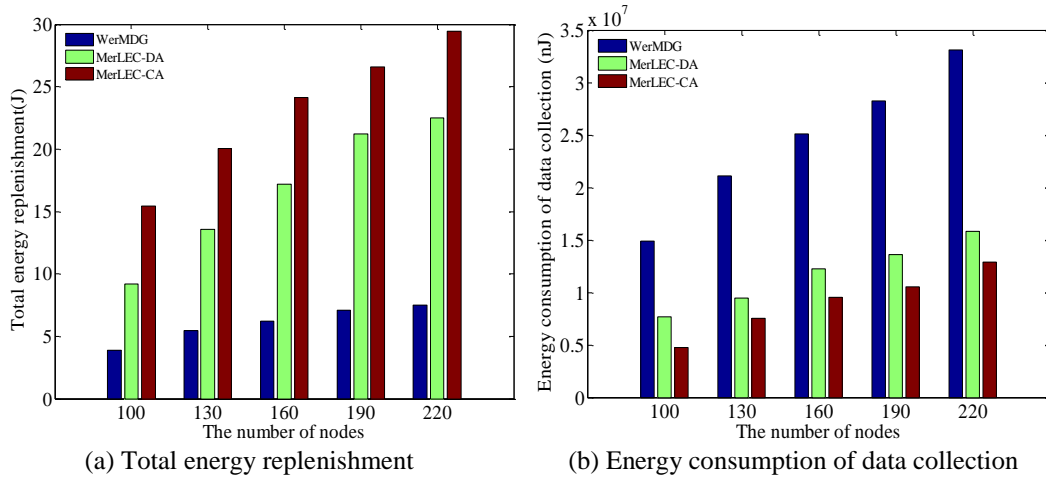 30
25
20
15
10
5
0
Total energy replenishment(J)
WerMDG
MerLEC-DA
MerLEC-CA
100 130 160 190 220
The number of nodes
(a) Total energy replenishment
x 10^7
3.5
3
2.5
2
1.5
1
0.5
0
Energy consumption of data collection (nJ)
WerMDG
MerLEC-DA
MerLEC-CA
100 130 160 190 220
The number of nodes
(b) Energy consumption of data collection